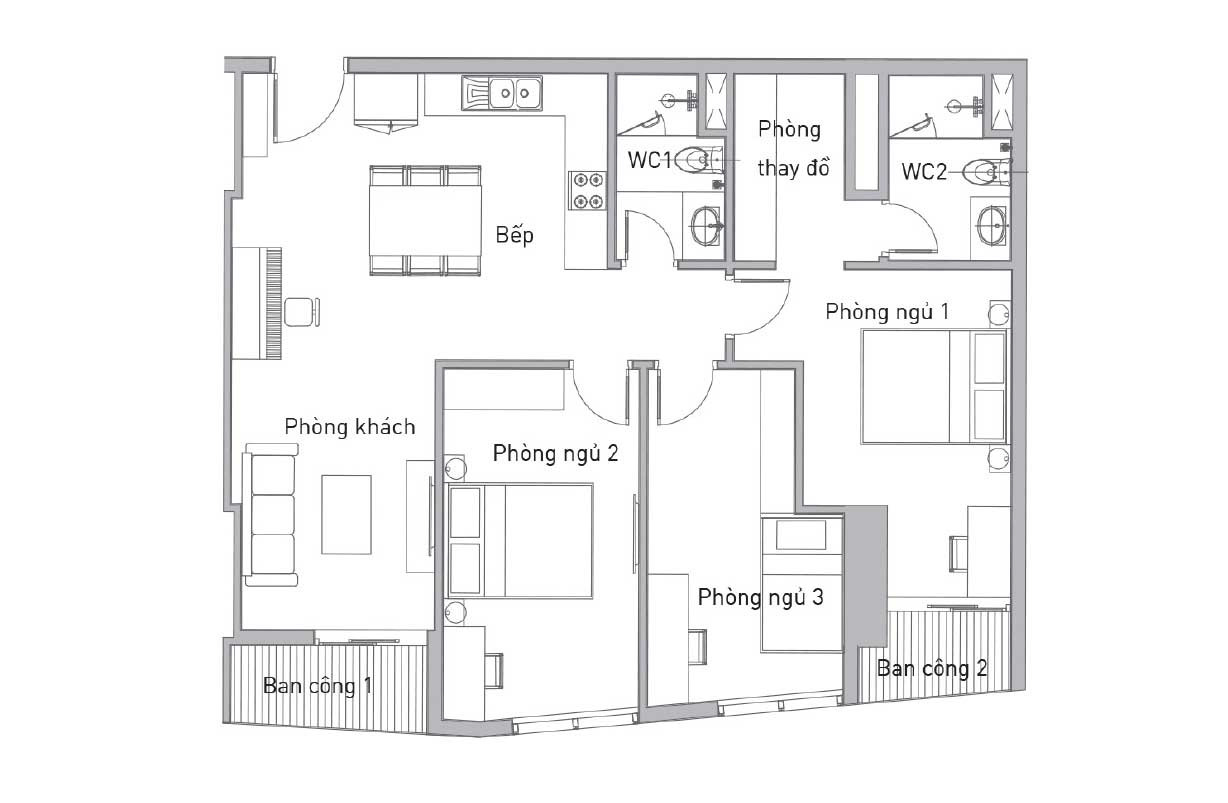 Phòng
thay đồ
WC1
WC2
Bếp
Phòng ngủ 1
Phòng khách
Phòng ngủ 2
Phòng ngủ 3
Ban công 2
Ban công 1